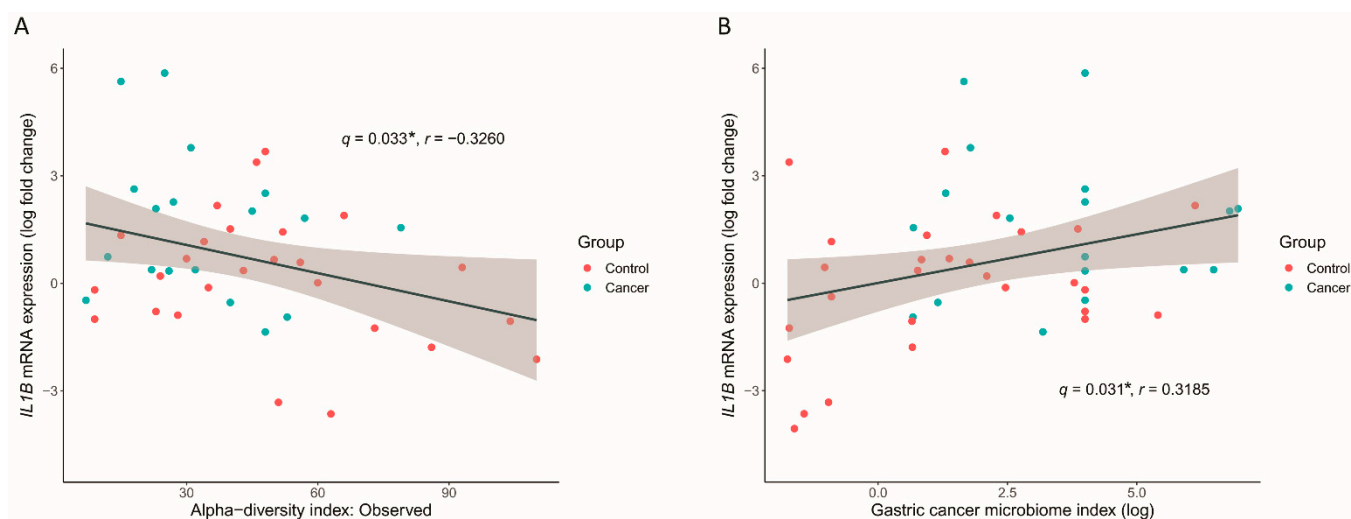 A
IL1B mRNA expression (log fold change)
6
3
0
−3
q = 0.033*, r = −0.3260
30
60
90
Alpha−diversity index: Observed
Group
Control
Cancer
B
IL1B mRNA expression (log fold change)
6
3
0
−3
q = 0.031*, r = 0.3185
0.0
2.5
5.0
Gastric cancer microbiome index (log)
Group
Control
Cancer